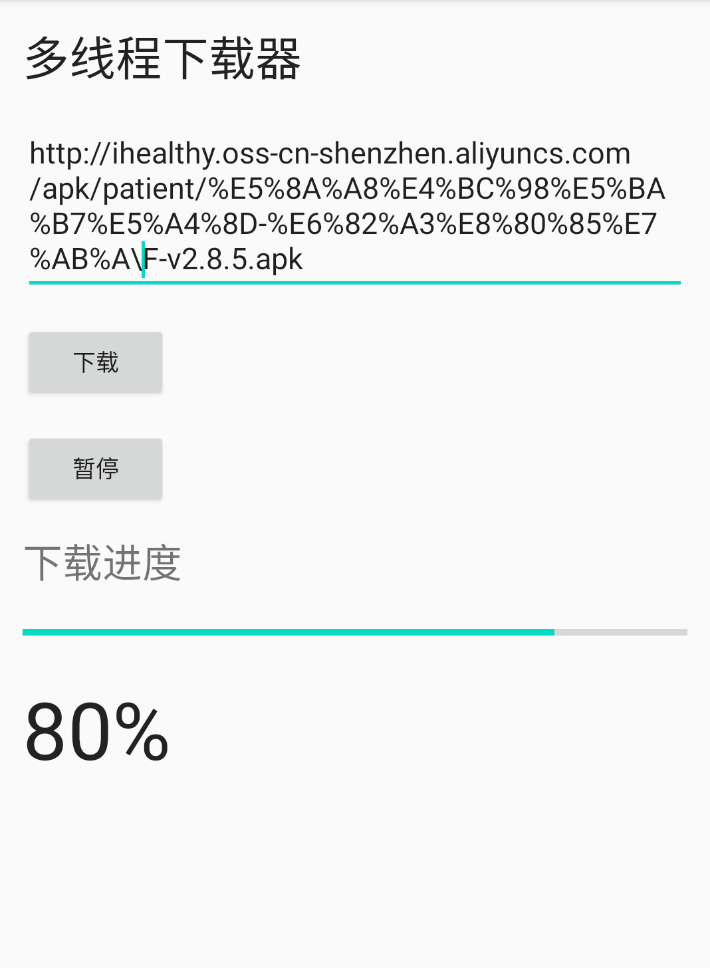 多线程下载器
http://ihealthy.oss-cn-shenzhen.aliyuncs.com
/apk/patient/%E5%8A%A8%E4%BC%98%E5%BA
%B7%E5%A4%8D-%E6%82%A3%E8%80%85%E7
%AB%A\F-v2.8.5.apk
下载
暂停
下载进度
80%